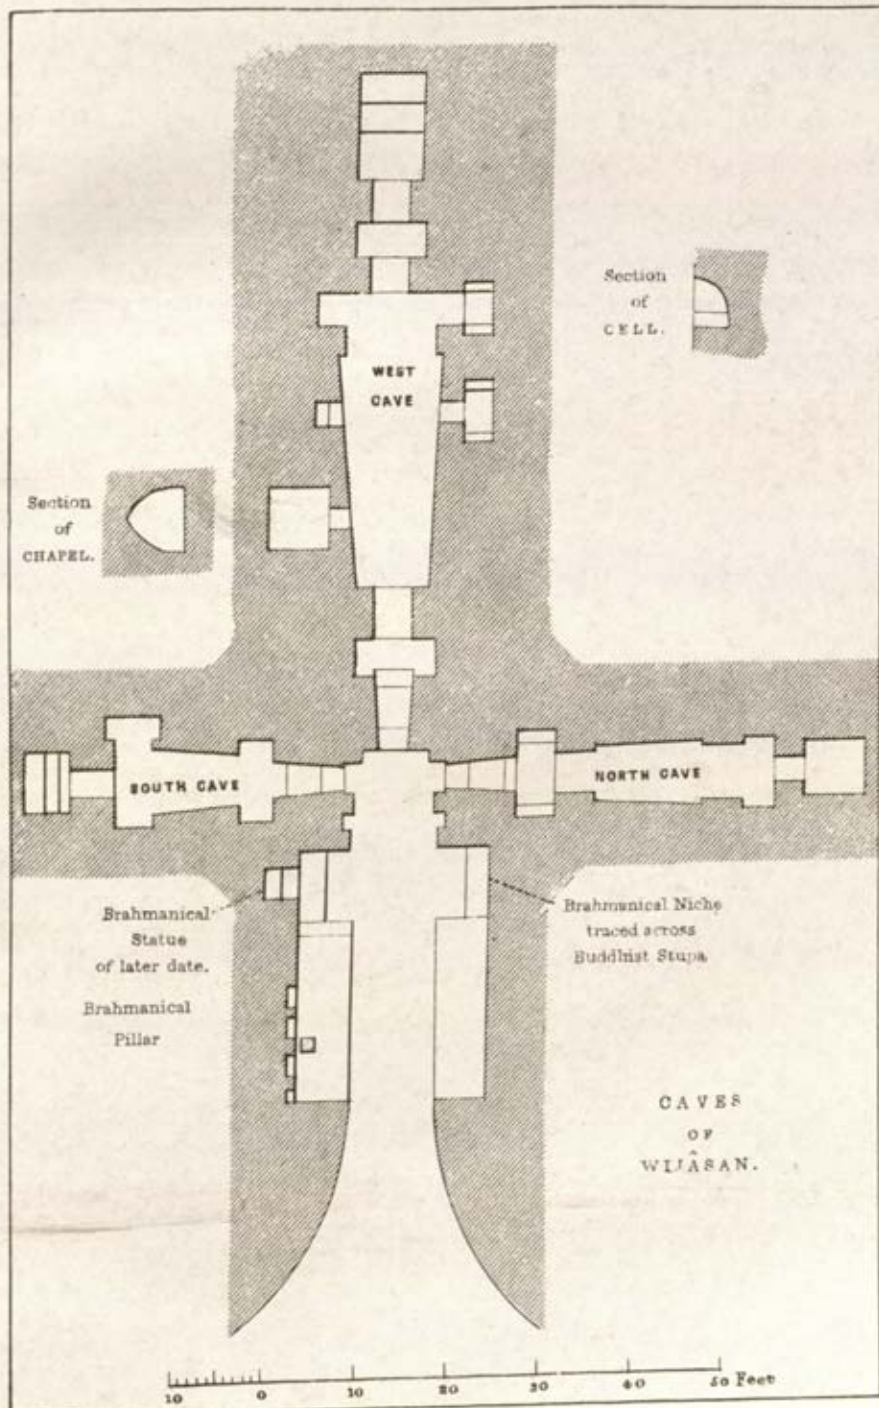 Section
of
CELL.
WEST
CAVE
Section
of
CHAPEL.
SOUTH CAVE
NORTH CAVE
Brahmanical
Statue
of later date.
Brahmanical
Pillar
Brahmanical Niche
traced across
Buddhist Stupa
CAVES
OF
WIJÂSAN.
10 0 10 20 30 40 50 Feet